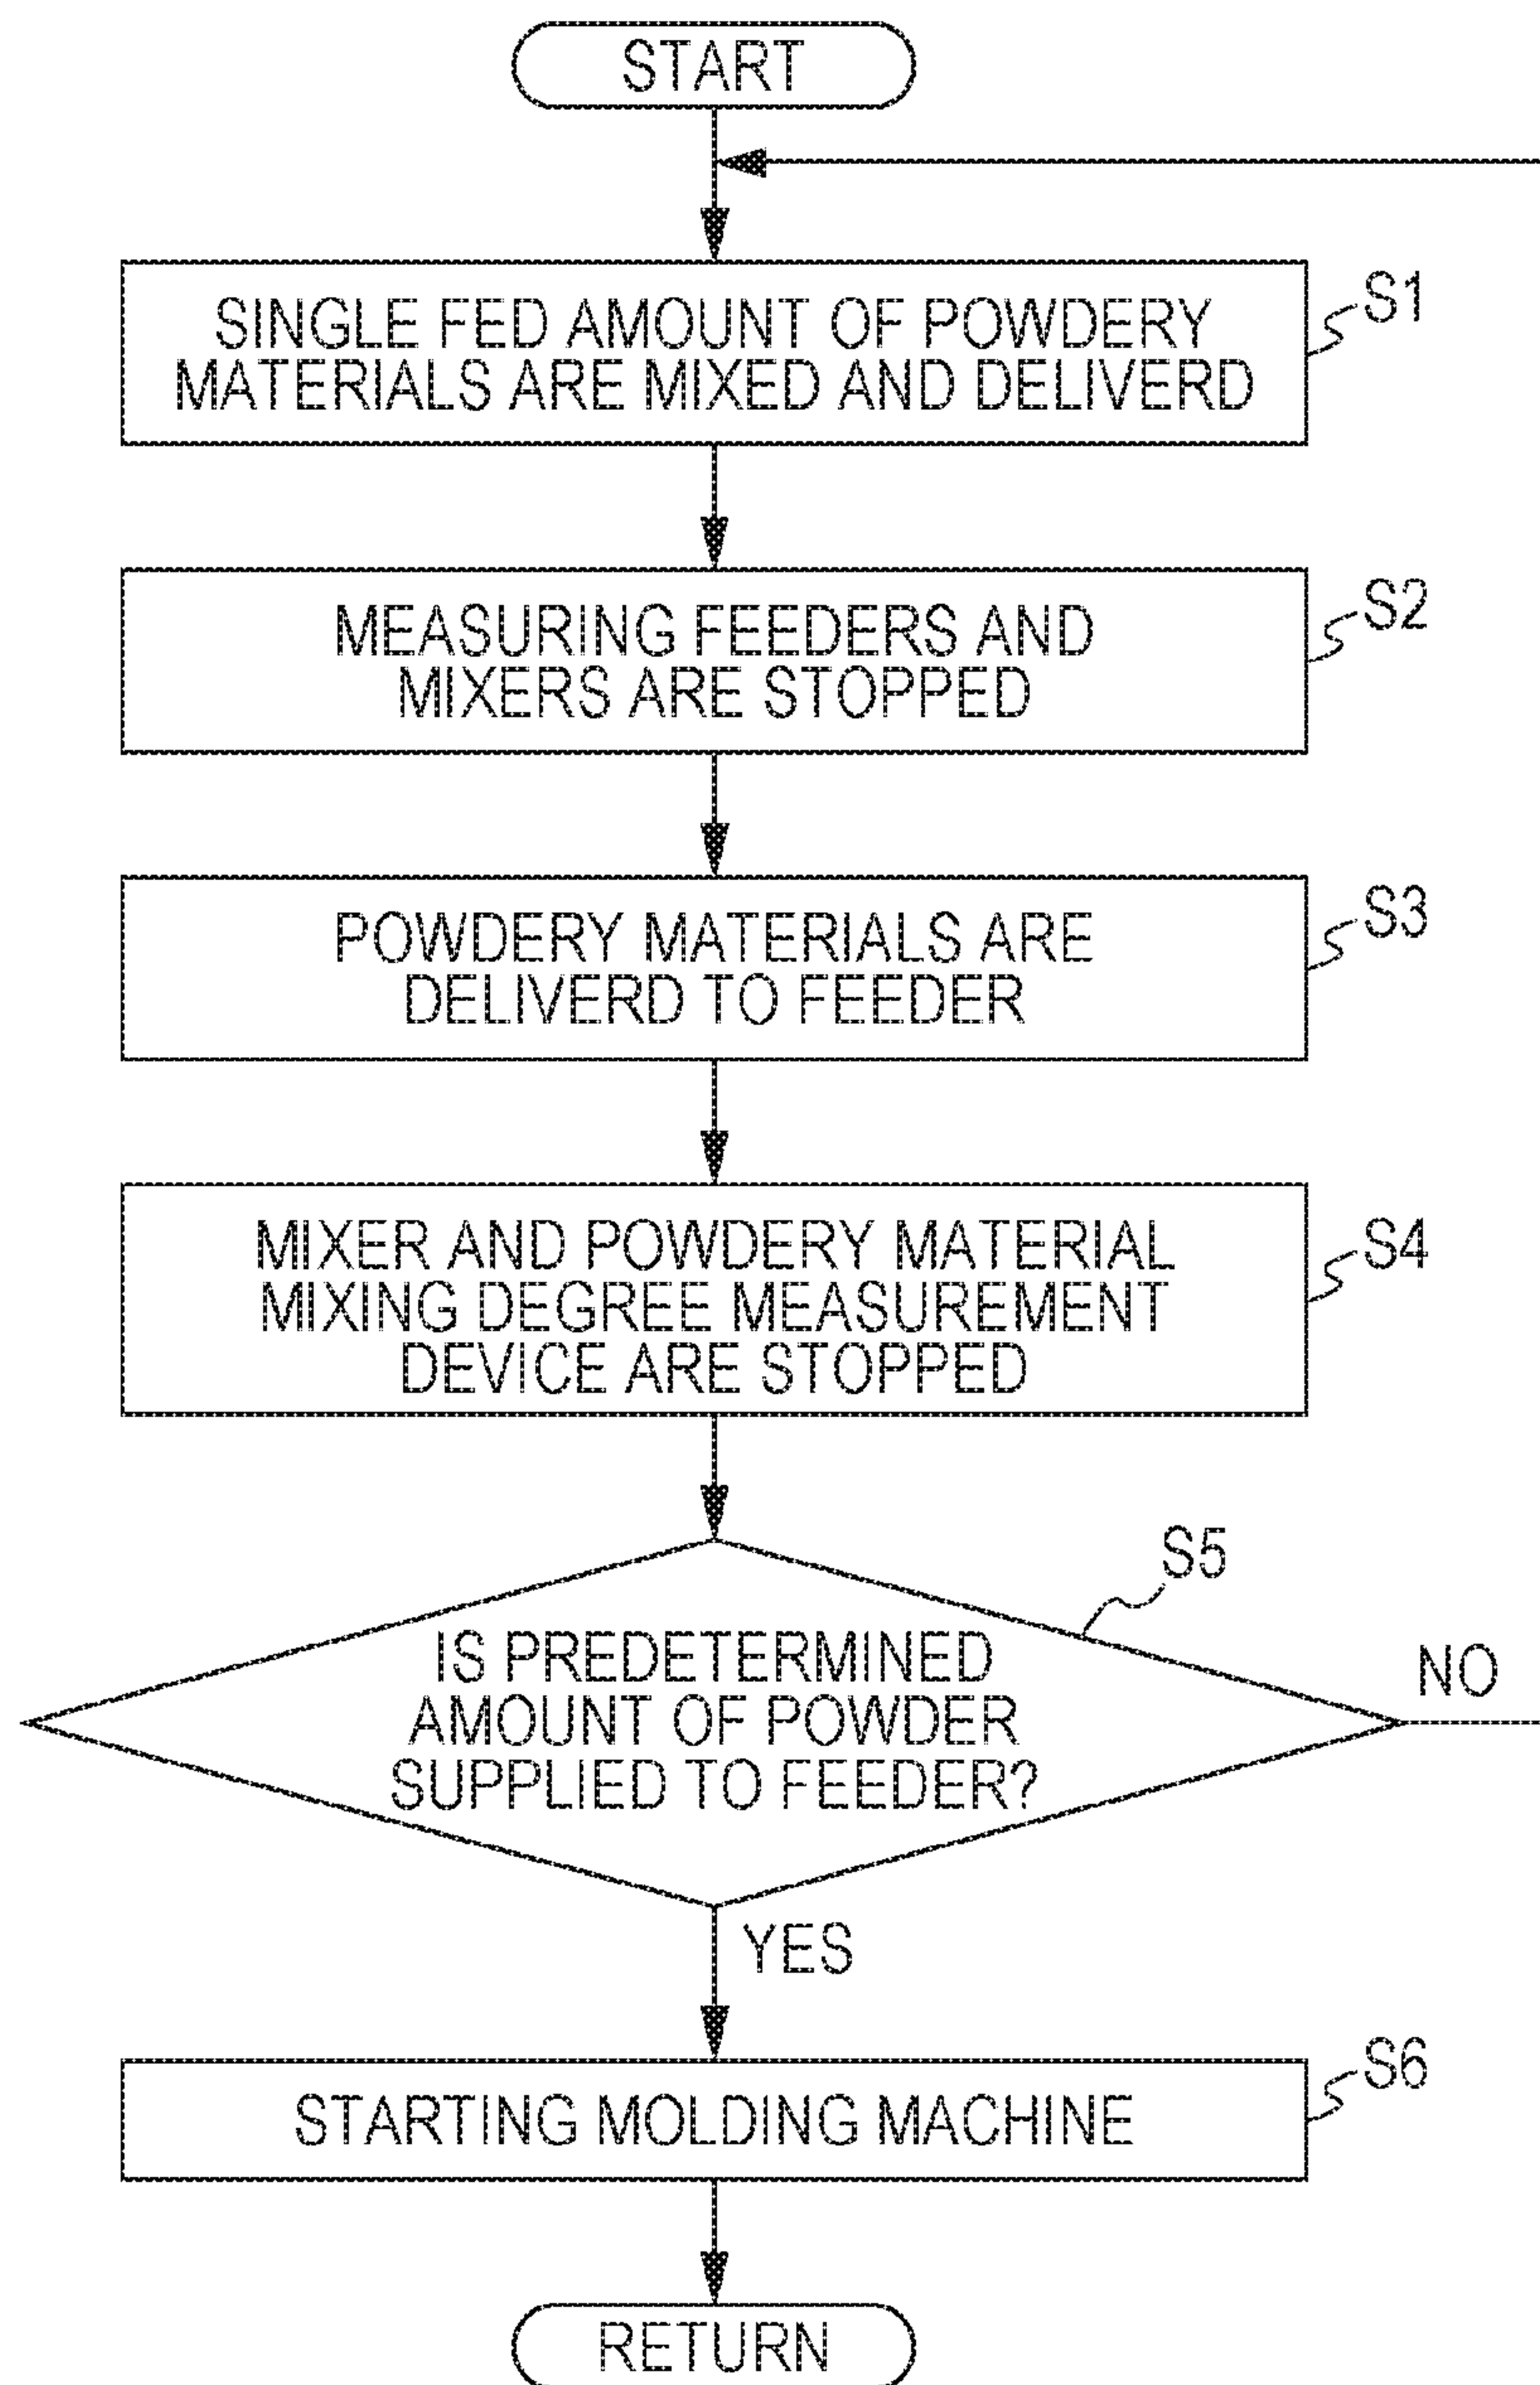 START
SINGLE FED AMOUNT OF POWDERY
MATERIALS ARE MIXED AND DELIVERD
S1
MEASURING FEEDERS AND
MIXERS ARE STOPPED
S2
POWDERY MATERIALS ARE
DELIVERD TO FEEDER
S3
MIXER AND POWDERY MATERIAL
MIXING DEGREE MEASUREMENT
DEVICE ARE STOPPED
S4
S5
IS PREDETERMINED
AMOUNT OF POWDER
SUPPLIED TO FEEDER?
NO
YES
STARTING MOLDING MACHINE
S6
RETURN